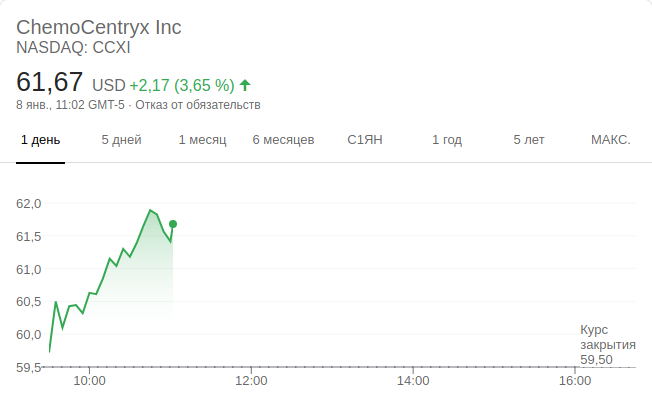 ChemoCentryx Inc
NASDAQ: CCXI
61,67 USD +2,17 (3,65 %)
8 янв., 11:02 GMT-5 · Отказ от обязательств
1 день 5 дней 1 месяц 6 месяцев С1ЯН 1 год 5 лет МАКС.
62,0
61,5
61,0
60,5
60,0
Курс
закрытия
59,50
59,5
10:00 12:00 14:00 16:00